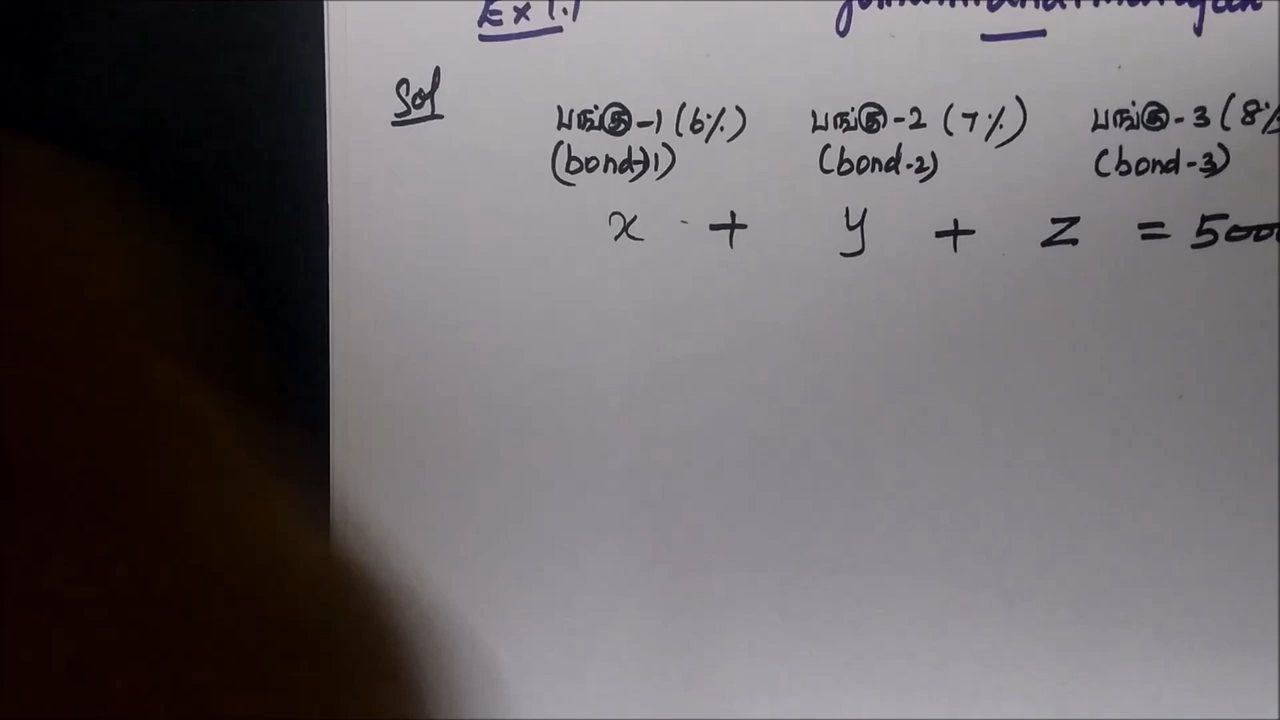 Ex 1.1
Sol
பங்கு-1 (6%) பங்கு-2 (7%) பங்கு-3 (8%
(bond-1) (bond-2) (bond-3)
x + y + z = 5000